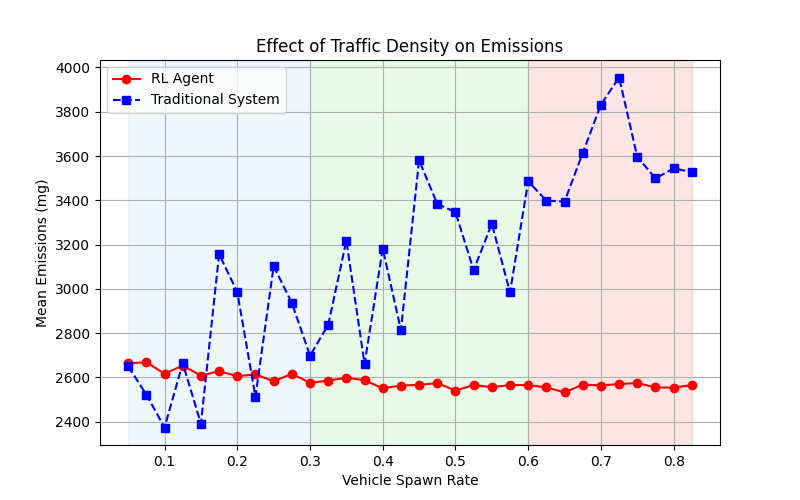 Effect of Traffic Density on Emissions
RL Agent
Traditional System
Mean Emissions (mg)
4000
3800
3600
3400
3200
3000
2800
2600
2400
0.1 0.2 0.3 0.4 0.5 0.6 0.7 0.8
Vehicle Spawn Rate